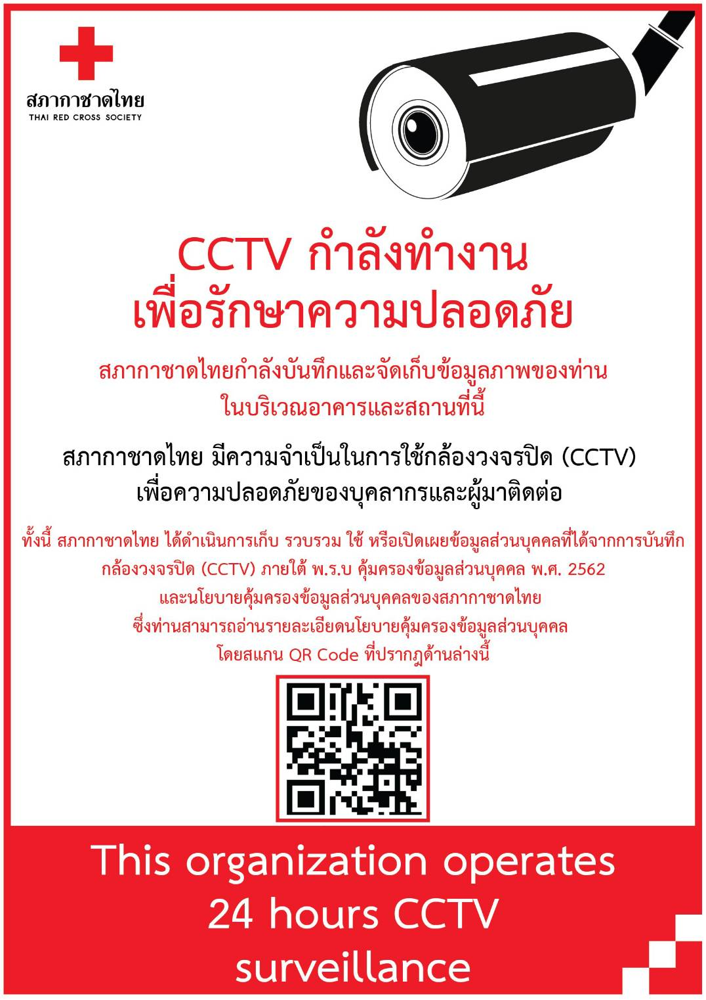 สภากาชาดไทย
THAI RED CROSS SOCIETY
CCTV กำลังทำงาน
เพื่อรักษาความปลอดภัย
สภากาชาดไทยกำลังบันทึกและจัดเก็บข้อมูลภาพของท่าน
ในบริเวณอาคารและสถานที่นี้
สภากาชาดไทย มีความจำเป็นในการใช้กล้องวงจรปิด (CCTV)
เพื่อความปลอดภัยของบุคลากรและผู้มาติดต่อ
ทั้งนี้ สภากาชาดไทย ได้ดำเนินการเก็บ รวบรวม ใช้ หรือเปิดเผยข้อมูลส่วนบุคคลที่ได้จากการบันทึก
กล้องวงจรปิด (CCTV) ภายใต้ พ.ร.บ คุ้มครองข้อมูลส่วนบุคคล พ.ศ. 2562
และนโยบายคุ้มครองข้อมูลส่วนบุคคลของสภากาชาดไทย
ซึ่งท่านสามารถอ่านรายละเอียดนโยบายคุ้มครองข้อมูลส่วนบุคคล
โดยสแกน QR Code ที่ปรากฎด้านล่างนี้
This organization operates
24 hours CCTV
surveillance